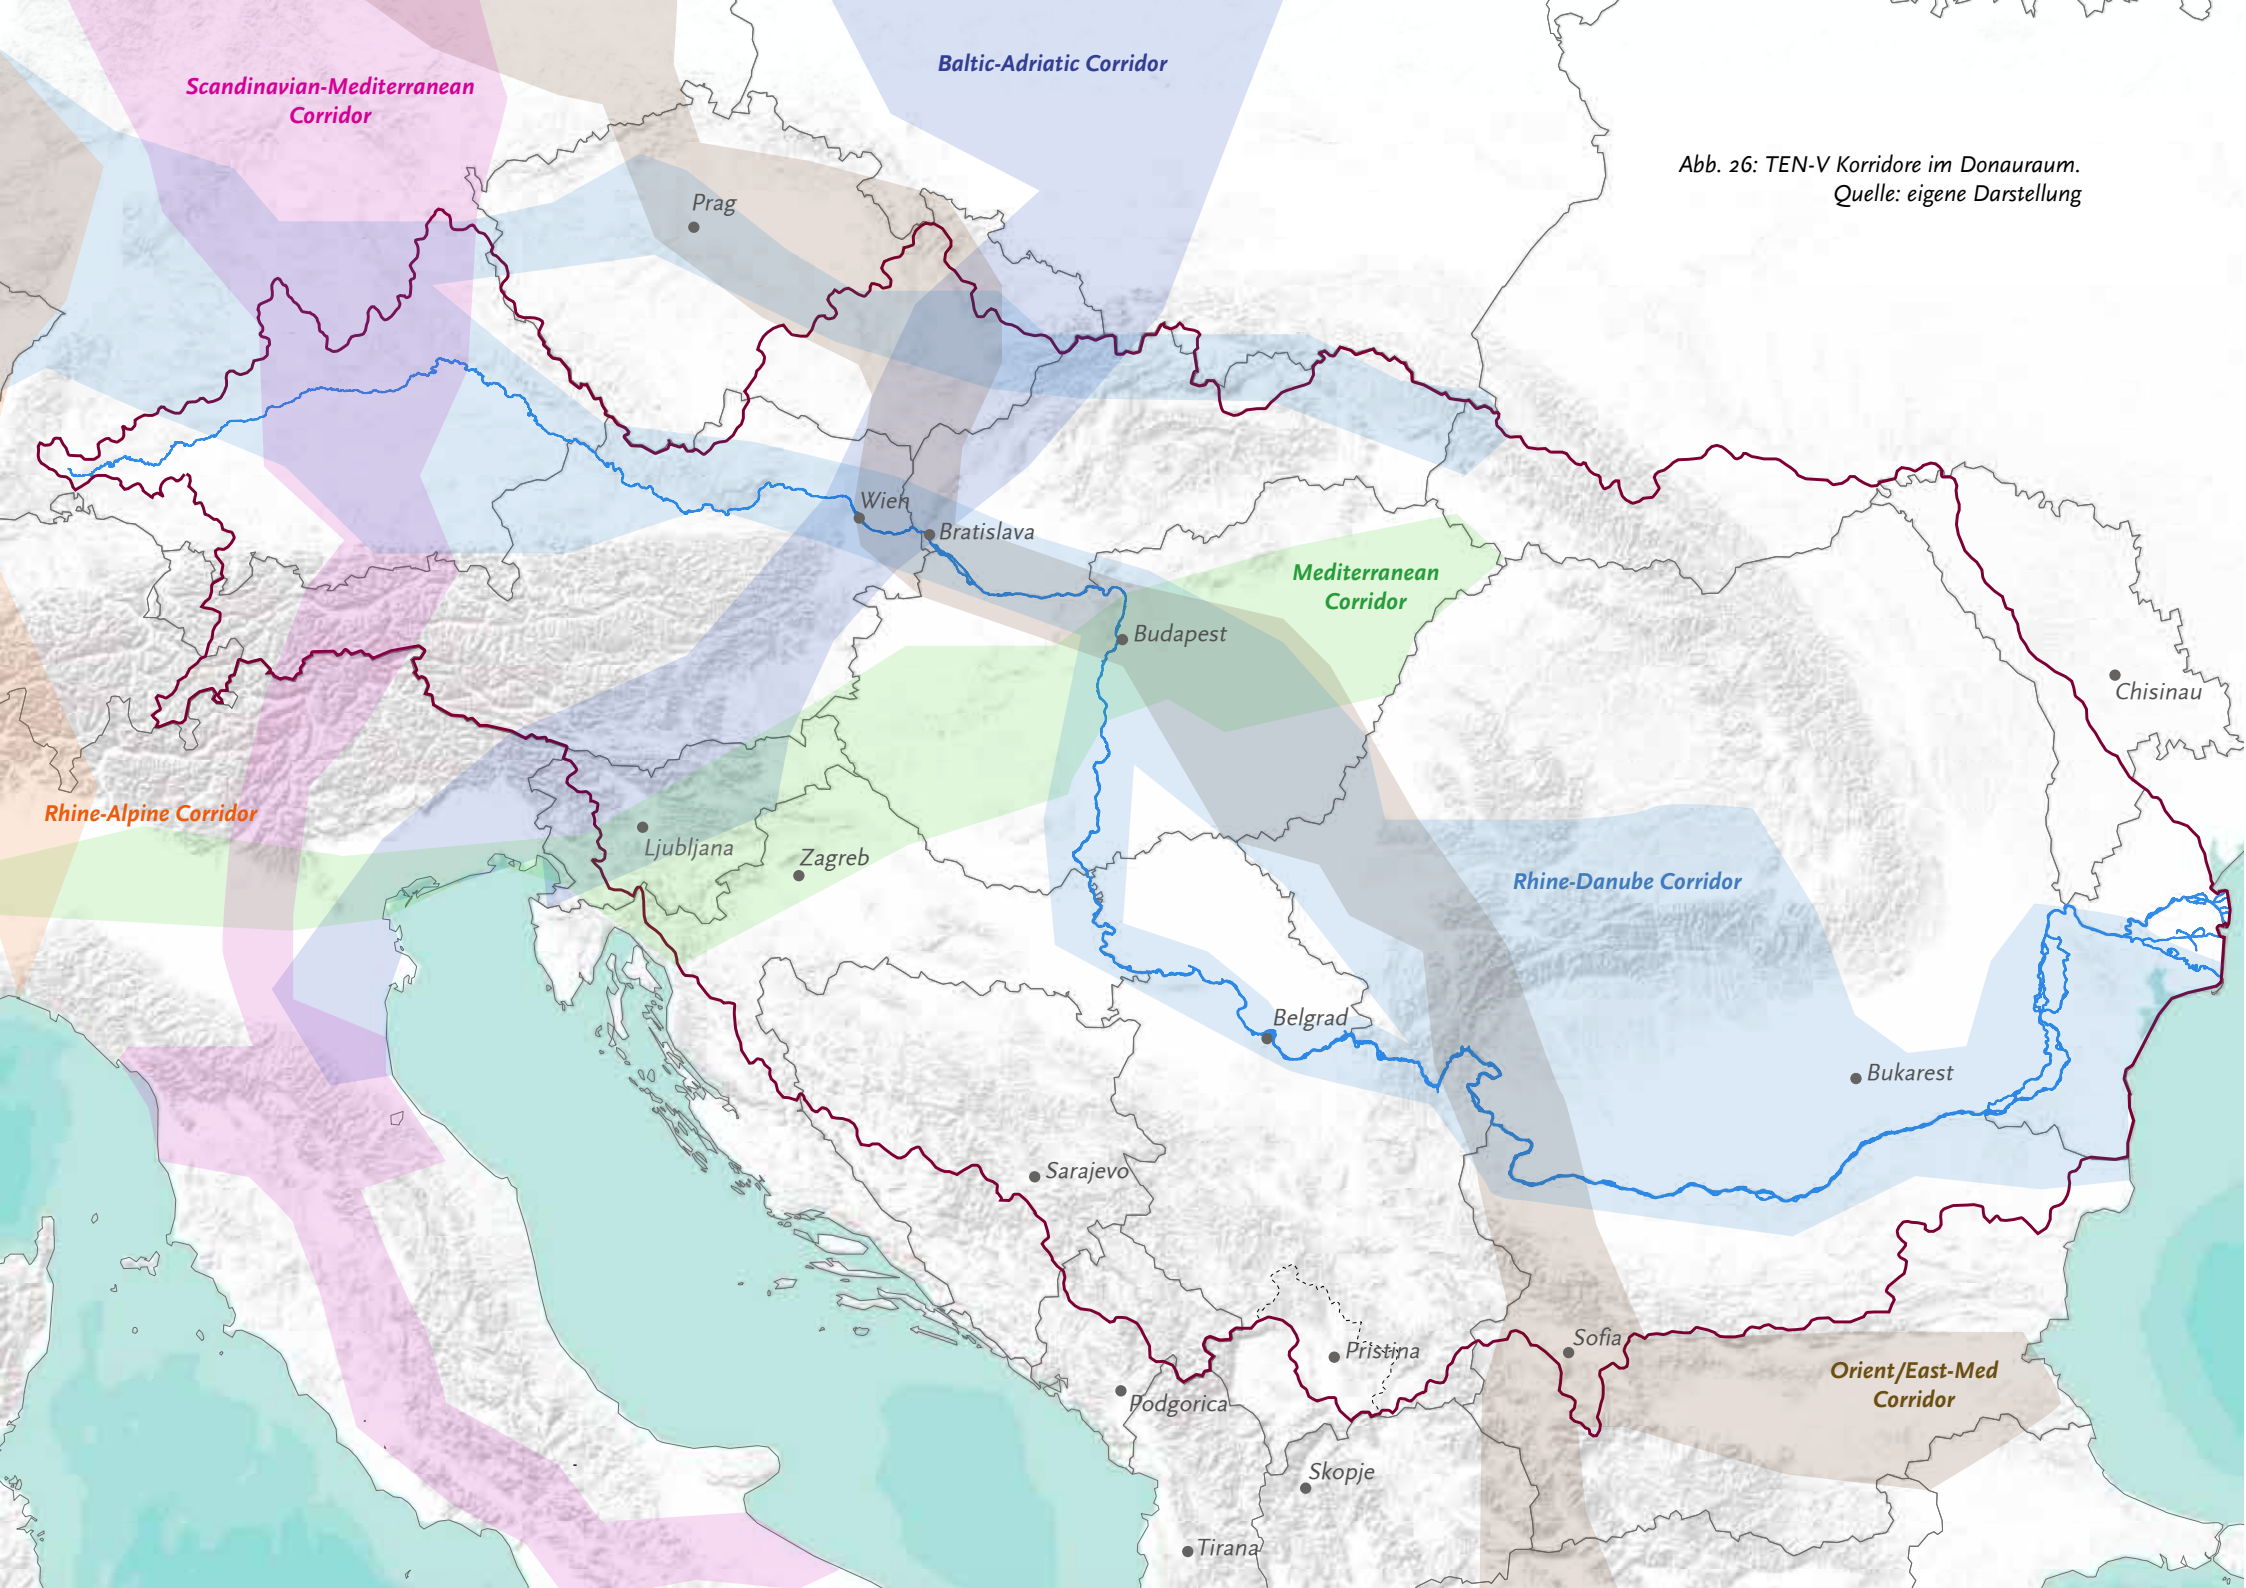 Baltic-Adriatic Corridor
Scandinavian-Mediterranean
Corridor
Abb. 26: TEN-V Korridore im Donauraum.
Quelle: eigene Darstellung
Prag
Wien
Bratislava
Mediterranean
Corridor
Budapest
Chisinau
Rhine-Alpine Corridor
Ljubljana
Zagreb
Rhine-Danube Corridor
Belgrad
Bukarest
Sarajevo
Sofia
Pristina
Orient/East-Med
Corridor
Podgorica
Skopje
Tirana